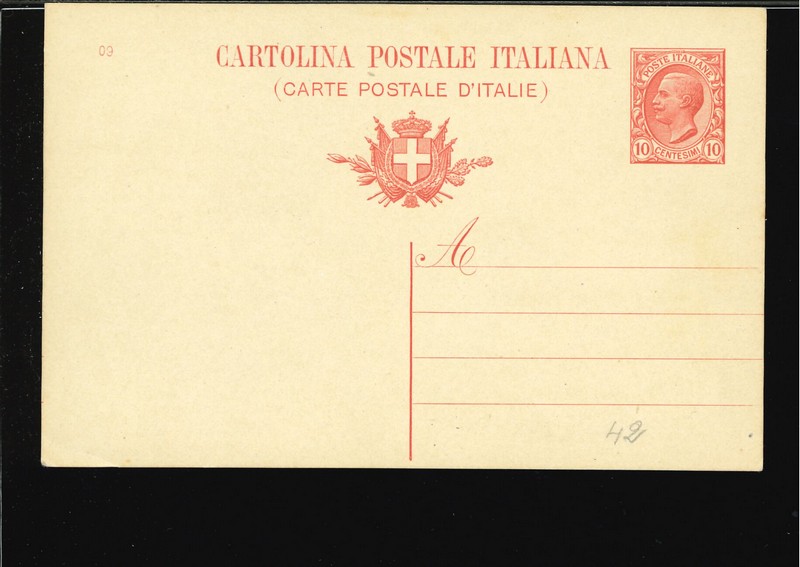 09
CARTOLINA POSTALE ITALIANA
(CARTE POSTALE D'ITALIE)
POSTE ITALIANE
10 CENTESIMI 10
A
42